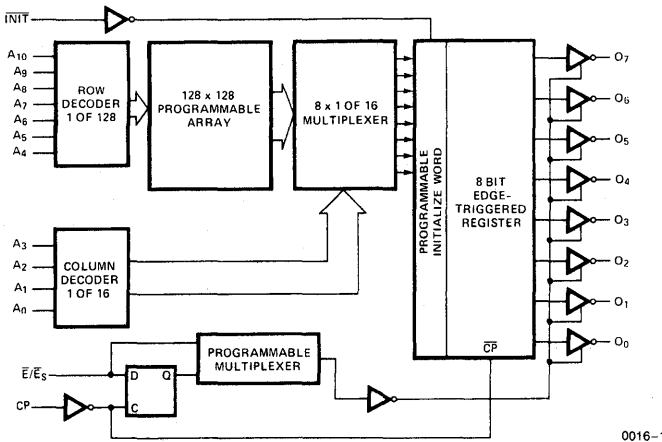 INIT
A10
A9
A8
A7
A6
A5
A4
ROW
DECODER
1 OF 128
128 x 128
PROGRAMMABLE
ARRAY
8 x 1 OF 16
MULTIPLEXER
PROGRAMMABLE
INITIALIZE WORD
8 BIT
EDGE-
TRIGGERED
REGISTER
CP
O7
O6
O5
O4
O3
O2
O1
O0
A3
A2
A1
A0
COLUMN
DECODER
1 OF 16
PROGRAMMABLE
MULTIPLEXER
E/ES
D Q
C
CP